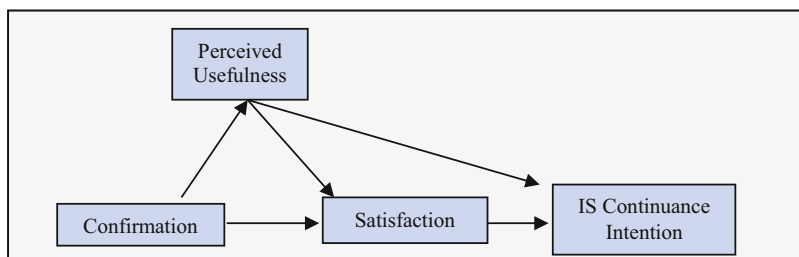 Perceived
Usefulness
Confirmation
Satisfaction
IS Continuance
Intention